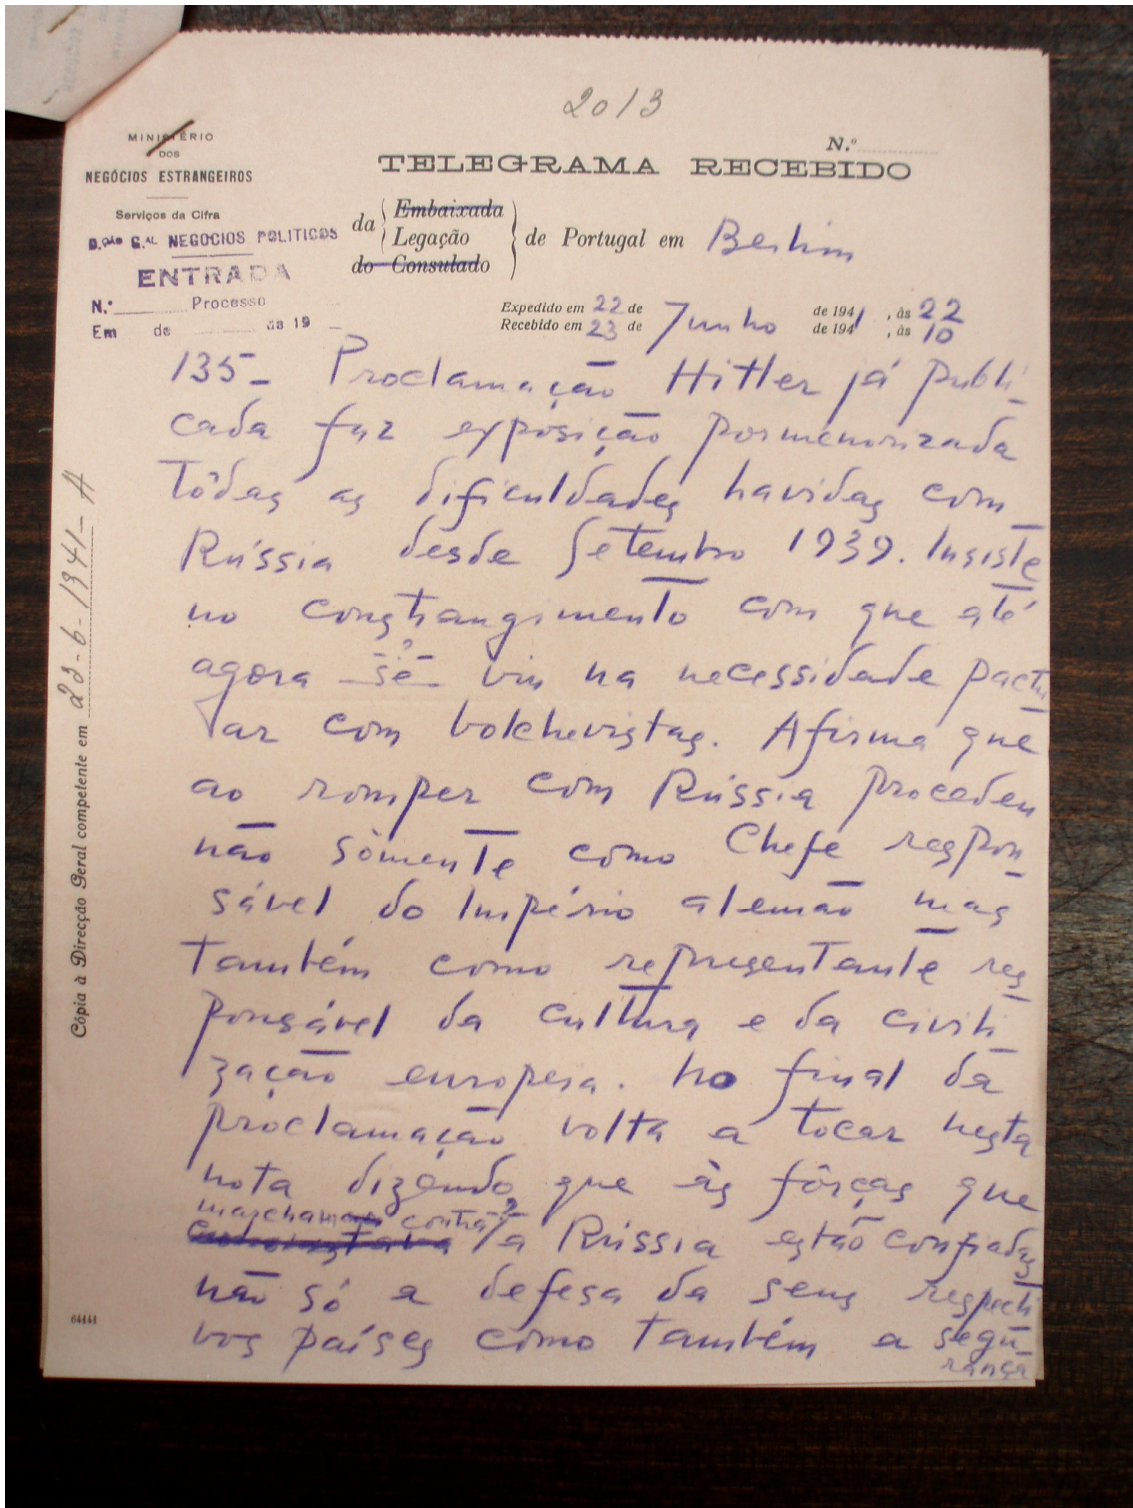 2013
MINISTÉRIO
DOS
NEGÓCIOS ESTRANGEIROS
Serviços da Cifra
D.ÇÃO G.AL NEGOCIOS POLITICOS
ENTRADA
N.º Processo
Em de de 19
N.º
TELEGRAMA RECEBIDO
da Embaixada
Legação
do Consulado
de Portugal em Berlim
Expedido em 22 de Junho de 1941, às 22
Recebido em 23 de de 194 , às 10
135- Proclamação Hitler já publi-
cada faz exposição pormenorizada
tôdas as dificuldades havidas com
Rússia desde Setembro 1939. Insiste
no constrangimento com que até
agora se ? viu na necessidade pactu-
ar com bolchevistas. Afirma que
ao romper com Rússia procedeu
não sòmente como Chefe respon-
sável do Império alemão mas
também como representante res-
ponsável da cultura e da civili-
zação europeia. No final da
proclamação volta a tocar nesta
nota dizendo que às fôrças que
marcham contra ?
a Rússia estão confiadas
não só a defesa da seus respecti
vos países como também a segu-
rança
Cópia à Direcção Geral competente em 23-6-1941-A
64141